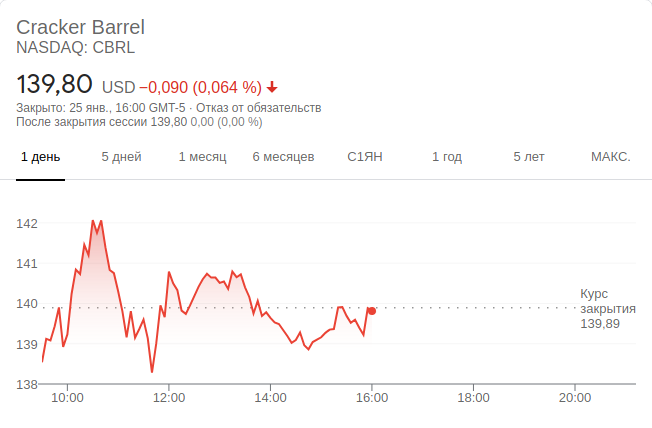 Cracker Barrel
NASDAQ: CBRL
139,80 USD −0,090 (0,064 %)
Закрыто: 25 янв., 16:00 GMT-5 · Отказ от обязательств
После закрытия сессии 139,80 0,00 (0,00 %)
1 день 5 дней 1 месяц 6 месяцев С1ЯН 1 год 5 лет МАКС.
142
141
140
139
138
Курс
закрытия
139,89
10:00 12:00 14:00 16:00 18:00 20:00